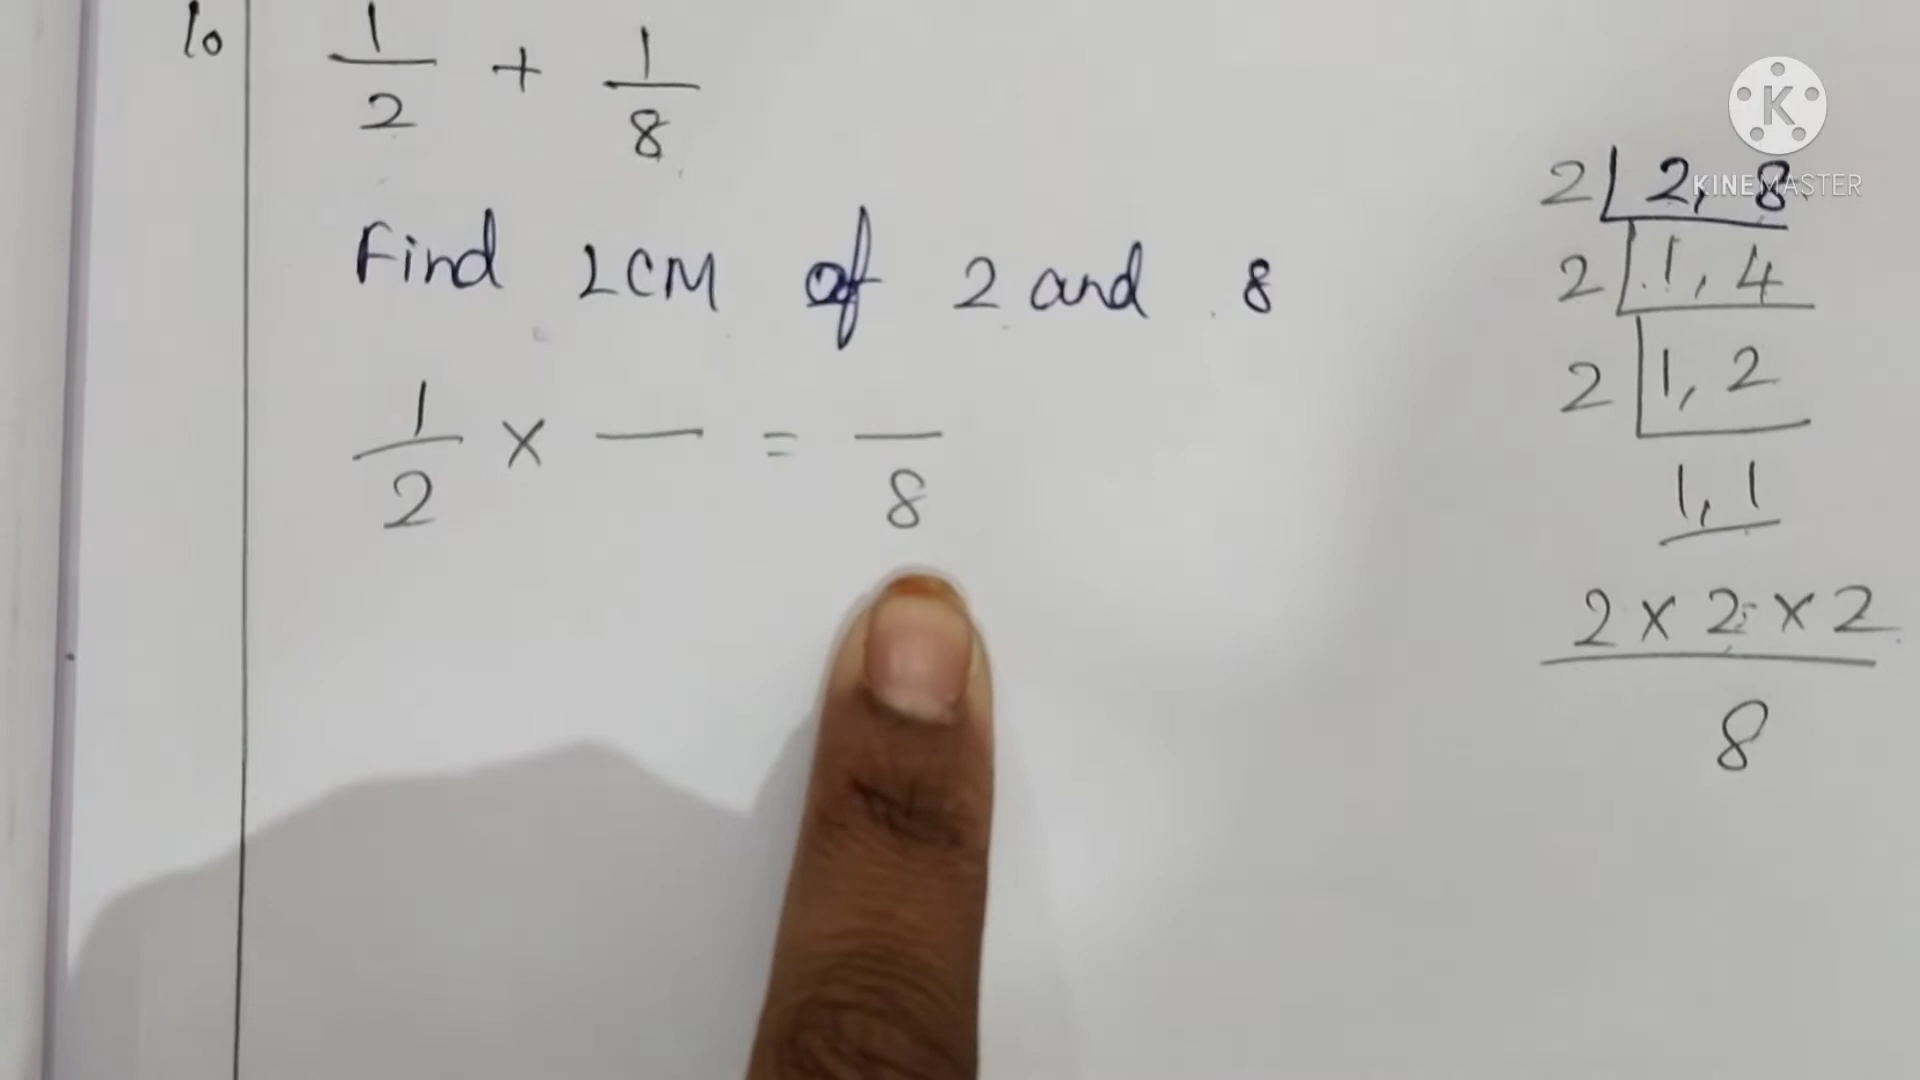 10
1/2 + 1/8
Find LCM of 2 and 8
1/2 × — = —/8
2 | 2, 8
2 | 1, 4
2 | 1, 2
1, 1
2 × 2 × 2
8
K
KINEMASTER